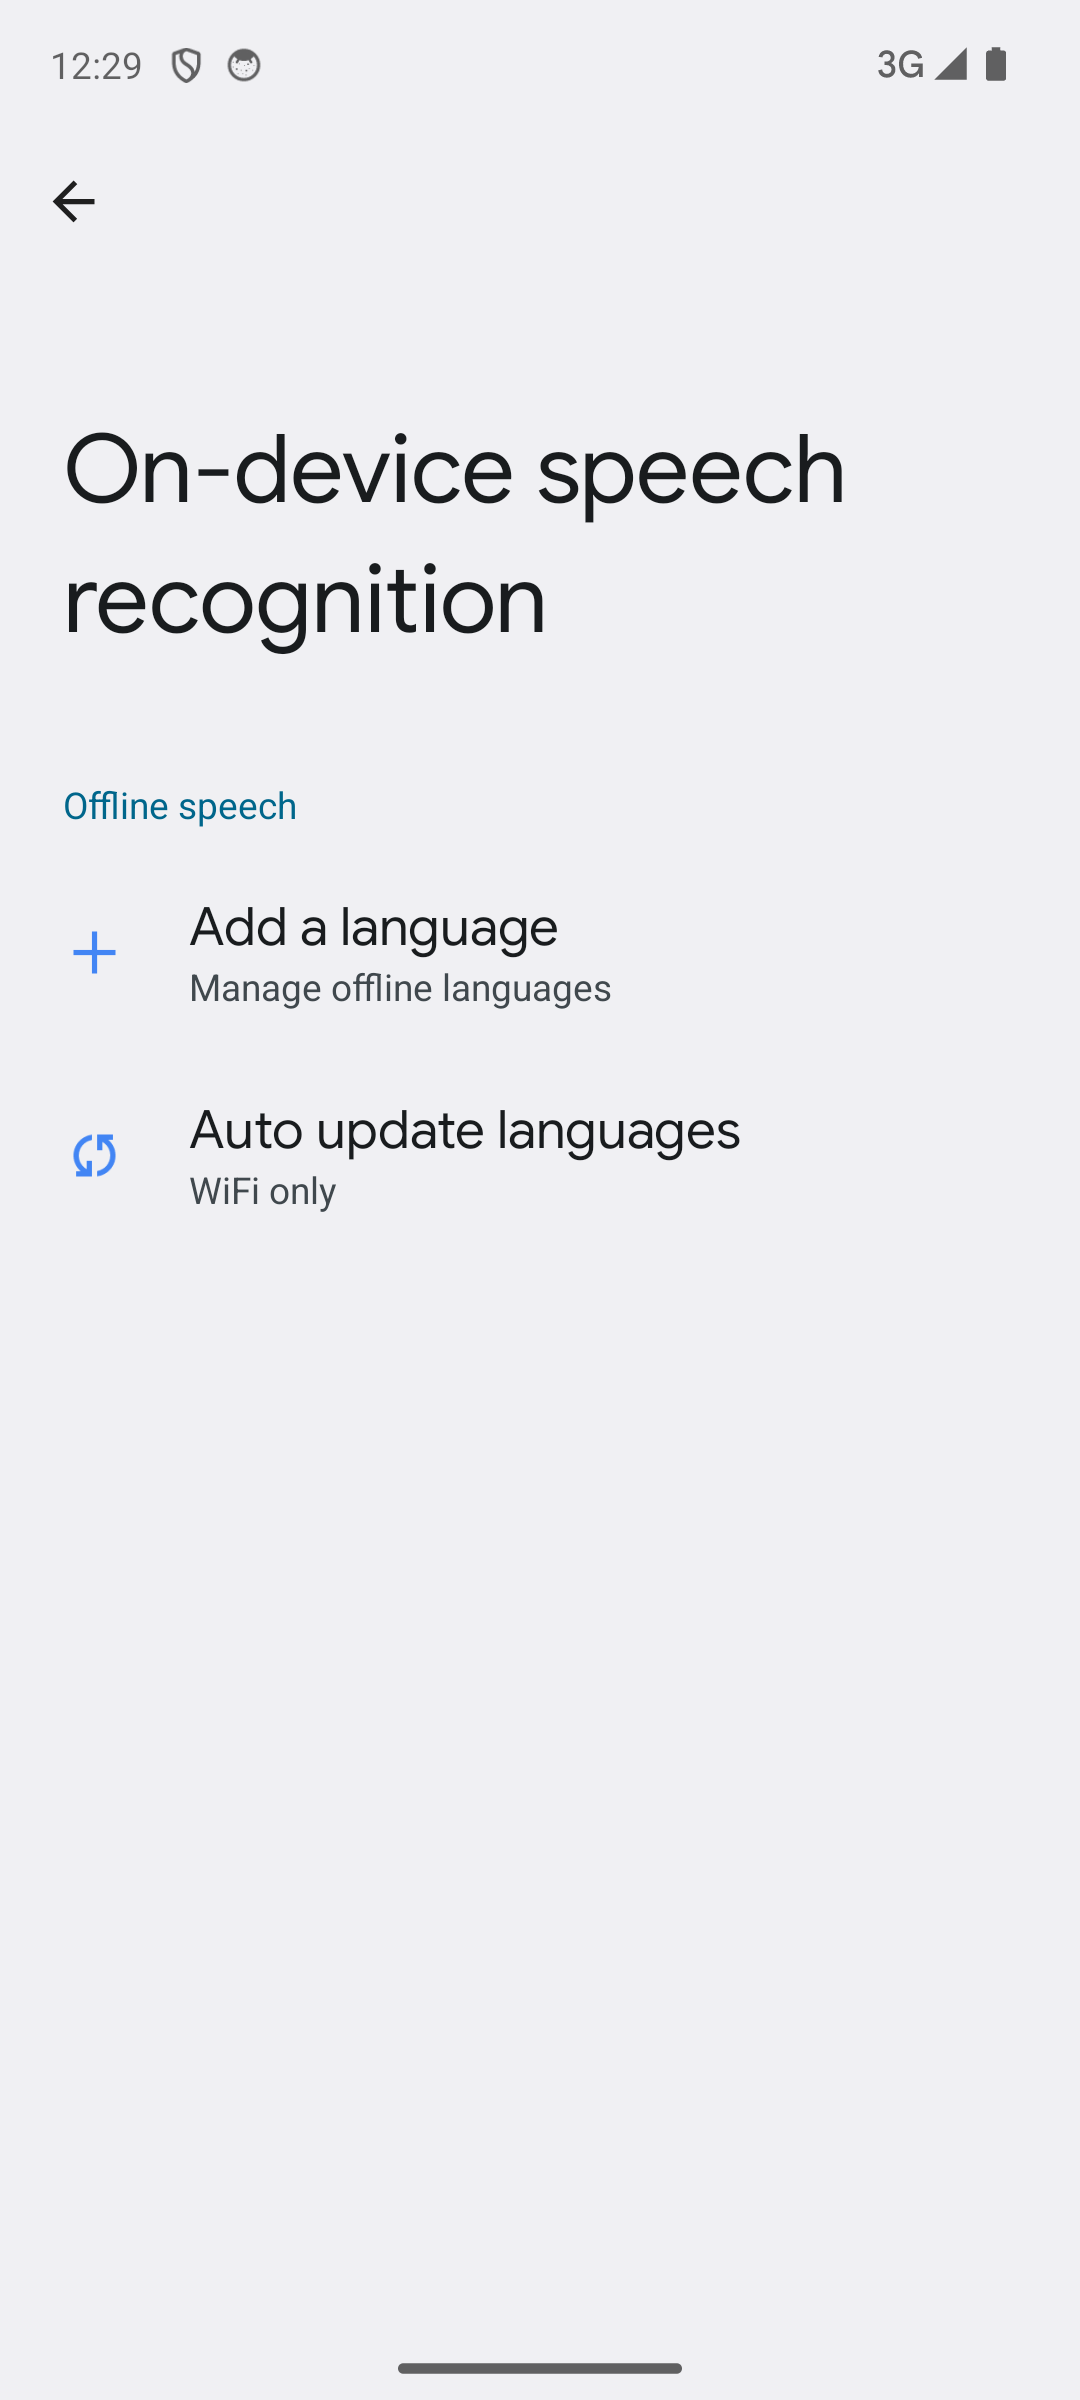 12:29
3G
On-device speech
recognition
Offline speech
Add a language
Manage offline languages
Auto update languages
WiFi only